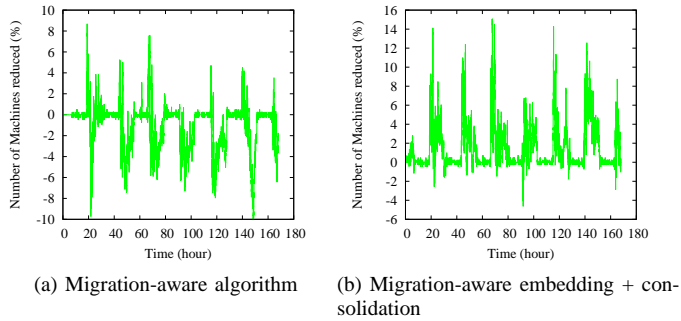 Number of Machines reduced (%)
10
8
6
4
2
0
-2
-4
-6
-8
-10
0 20 40 60 80 100 120 140 160 180
Time (hour)
(a) Migration-aware algorithm
Number of Machines reduced (%)
16
14
12
10
8
6
4
2
0
-2
-4
-6
0 20 40 60 80 100 120 140 160 180
Time (hour)
(b) Migration-aware embedding + con-
solidation